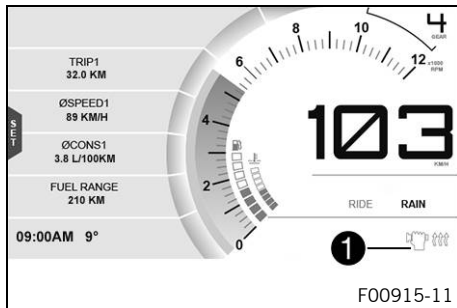 TRIP1
32.0 KM
ØSPEED1
89 KM/H
ØCONS1
3.8 L/100KM
FUEL RANGE
210 KM
SET
09:00AM 9°
0
2
4
6
8
10
12 x1000
RPM
4
GEAR
103
KM/H
RIDE RAIN
1
F00915-11